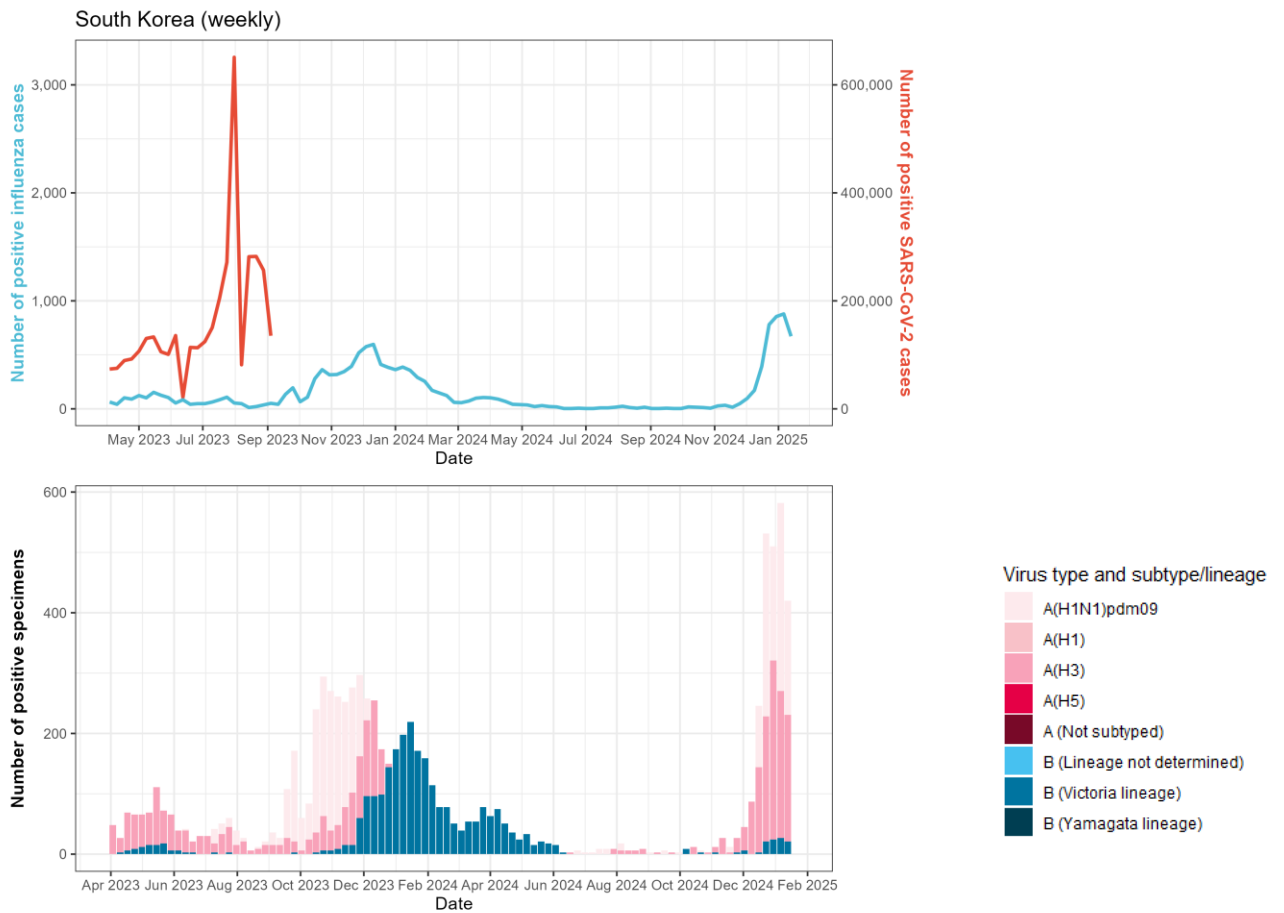 South Korea (weekly)
Number of positive influenza cases
3,000
2,000
1,000
0
600,000
400,000
200,000
0
Number of positive SARS-CoV-2 cases
May 2023 Jul 2023 Sep 2023 Nov 2023 Jan 2024 Mar 2024 May 2024 Jul 2024 Sep 2024 Nov 2024 Jan 2025
Date
Number of positive specimens
600
400
200
0
Apr 2023 Jun 2023 Aug 2023 Oct 2023 Dec 2023 Feb 2024 Apr 2024 Jun 2024 Aug 2024 Oct 2024 Dec 2024 Feb 2025
Date
Virus type and subtype/lineage
A(H1N1)pdm09
A(H1)
A(H3)
A(H5)
A (Not subtyped)
B (Lineage not determined)
B (Victoria lineage)
B (Yamagata lineage)